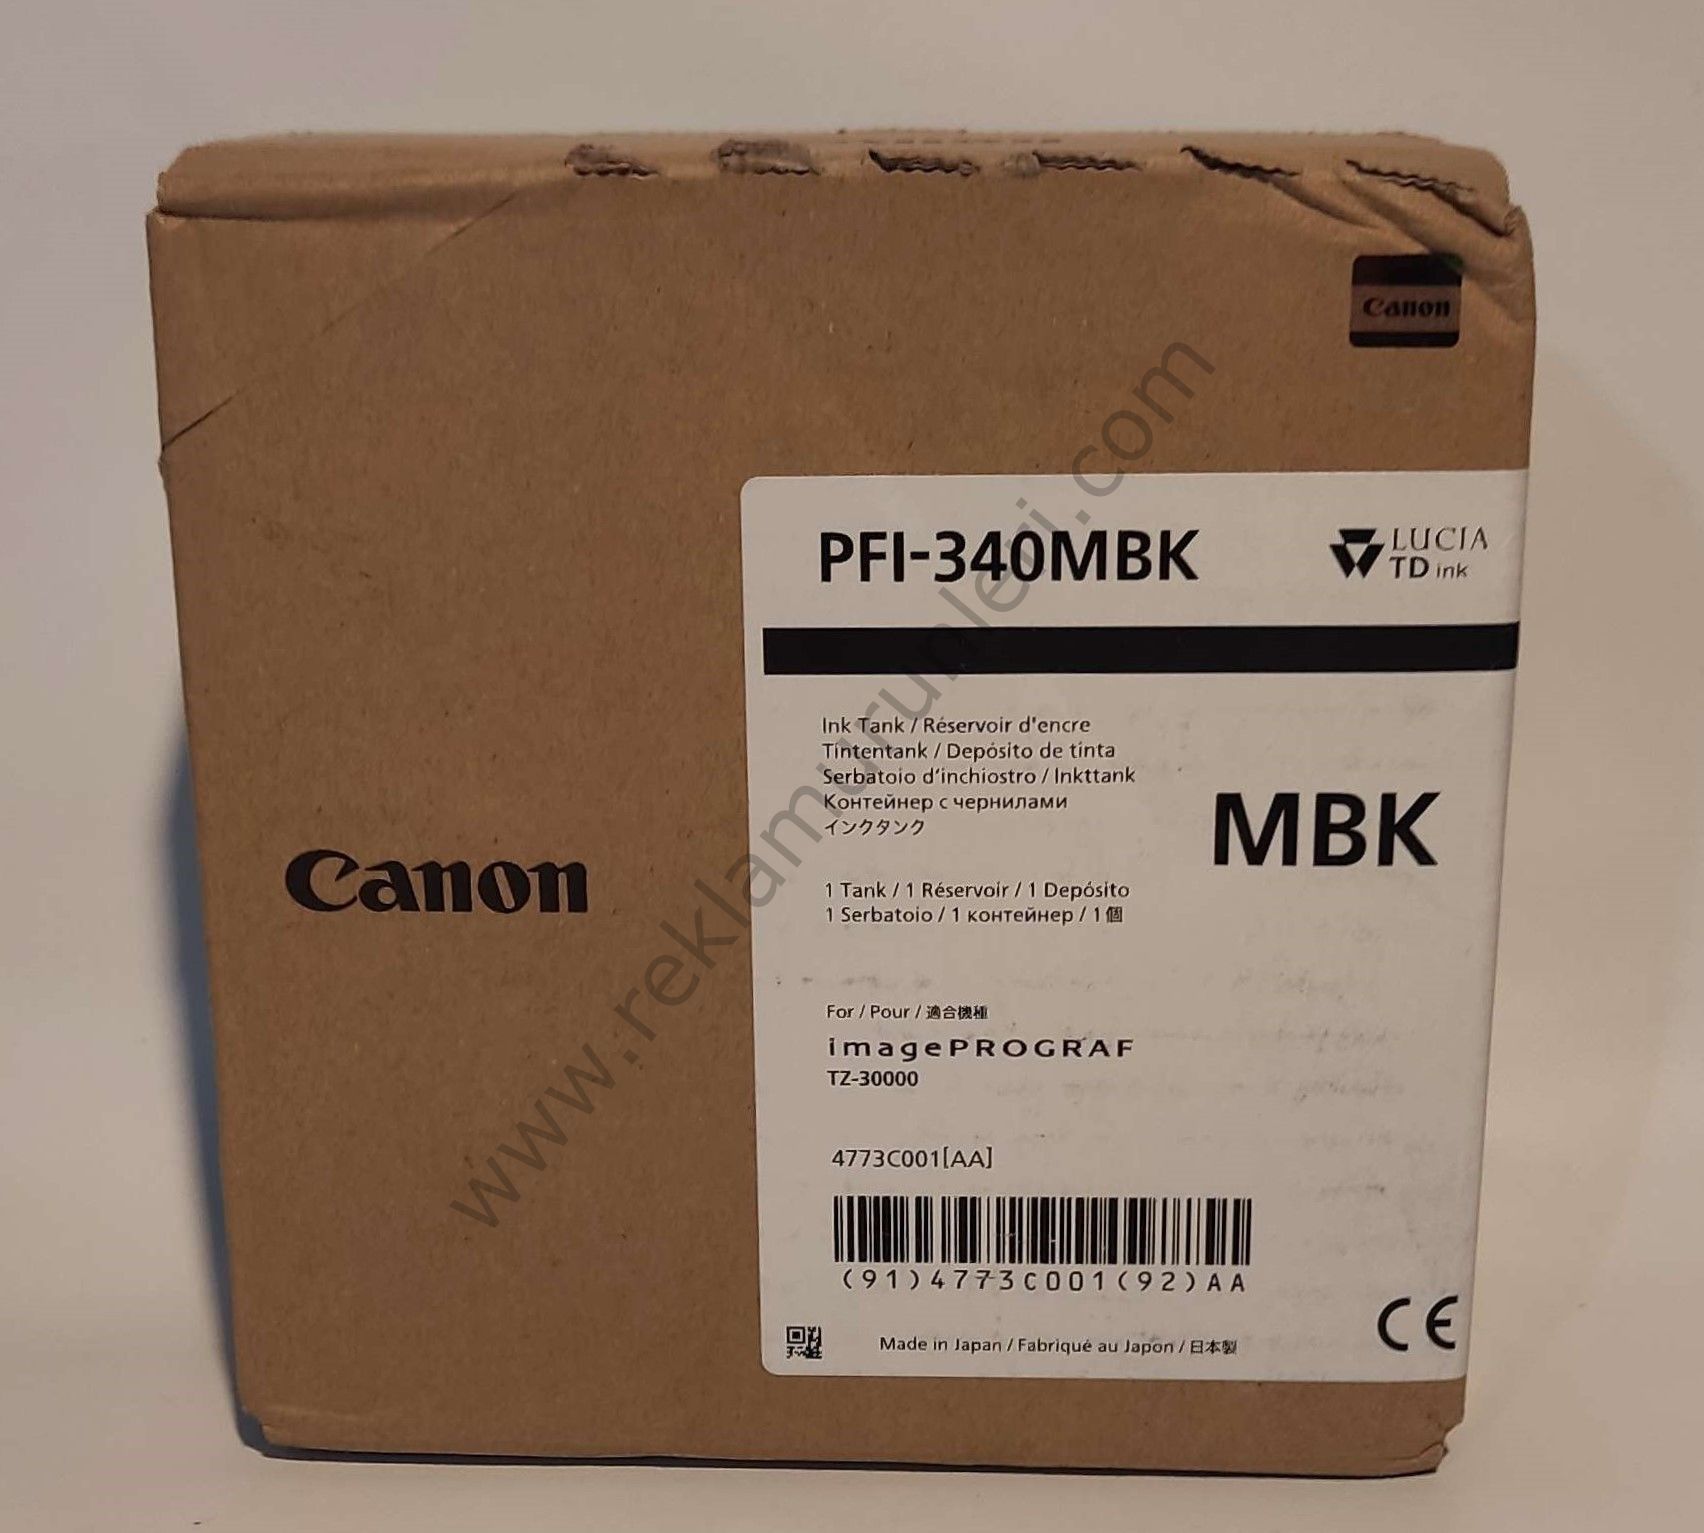 Canon
PFI-340MBK
LUCIA
TD ink
Ink Tank / Réservoir d'encre
Tintentank / Depósito de tinta
Serbatoio d'inchiostro / Inkttank
Контейнер с чернилами
インクタンク
MBK
Canon
1 Tank / 1 Réservoir / 1 Depósito
1 Serbatoio / 1 контейнер / 1個
For / Pour / 適合機種
imagePROGRAF
TZ-30000
4773C001[AA]
(91)4773C001(92)AA
Made in Japan / Fabriqué au Japon / 日本製
CE
www.reklamurunleri.com